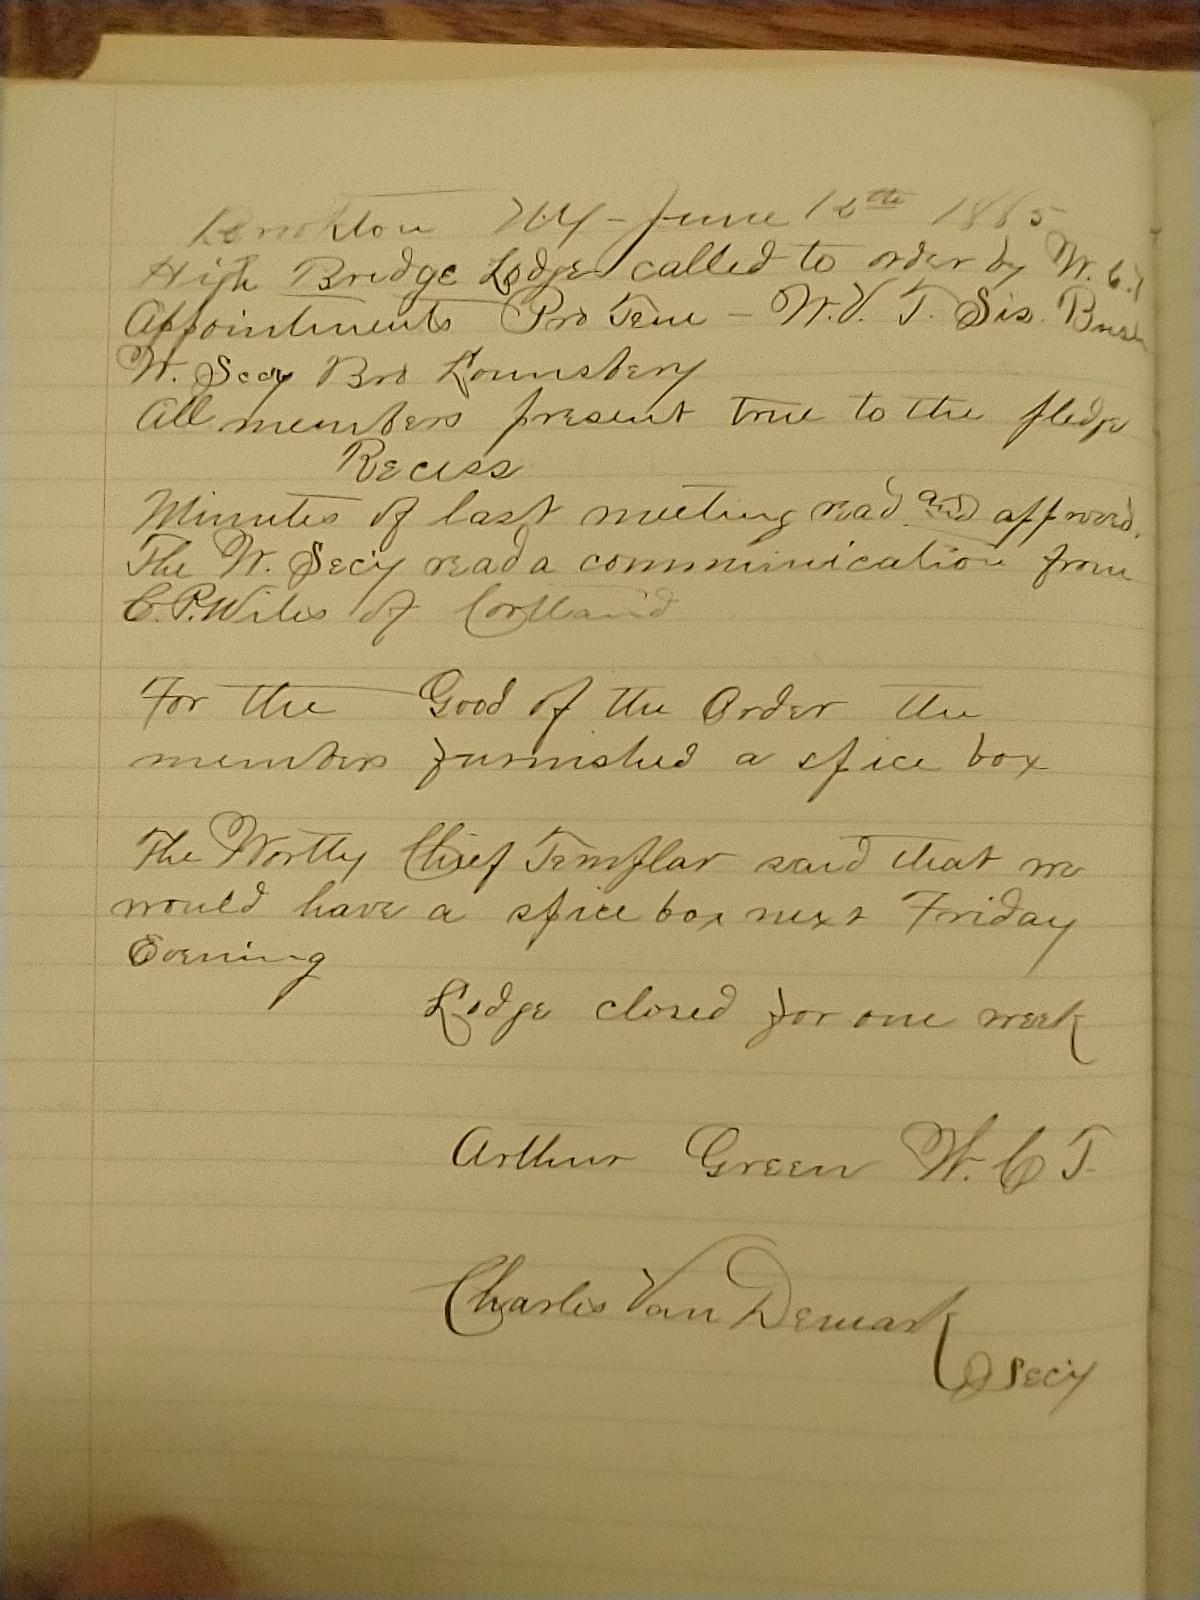 Brookton NY - June 1885
High Bridge Lodge called to order by W. C. T
Appointments Pro Tem - W. V. T. Sis. Bush
W. Secy Bro Lounsbery
All members present true to the pledge
Recess
Minutes of last meeting read and approved.
The W. Secy read a communication from
C. P. Wiles of Cortland
For the Good of the Order the
members furnished a spice box
The Worthy Chief Templar said that we
would have a spice box next Friday
Evening
Lodge closed for one week
Arthur Green W. C T.
Charles Van Demark
Secy